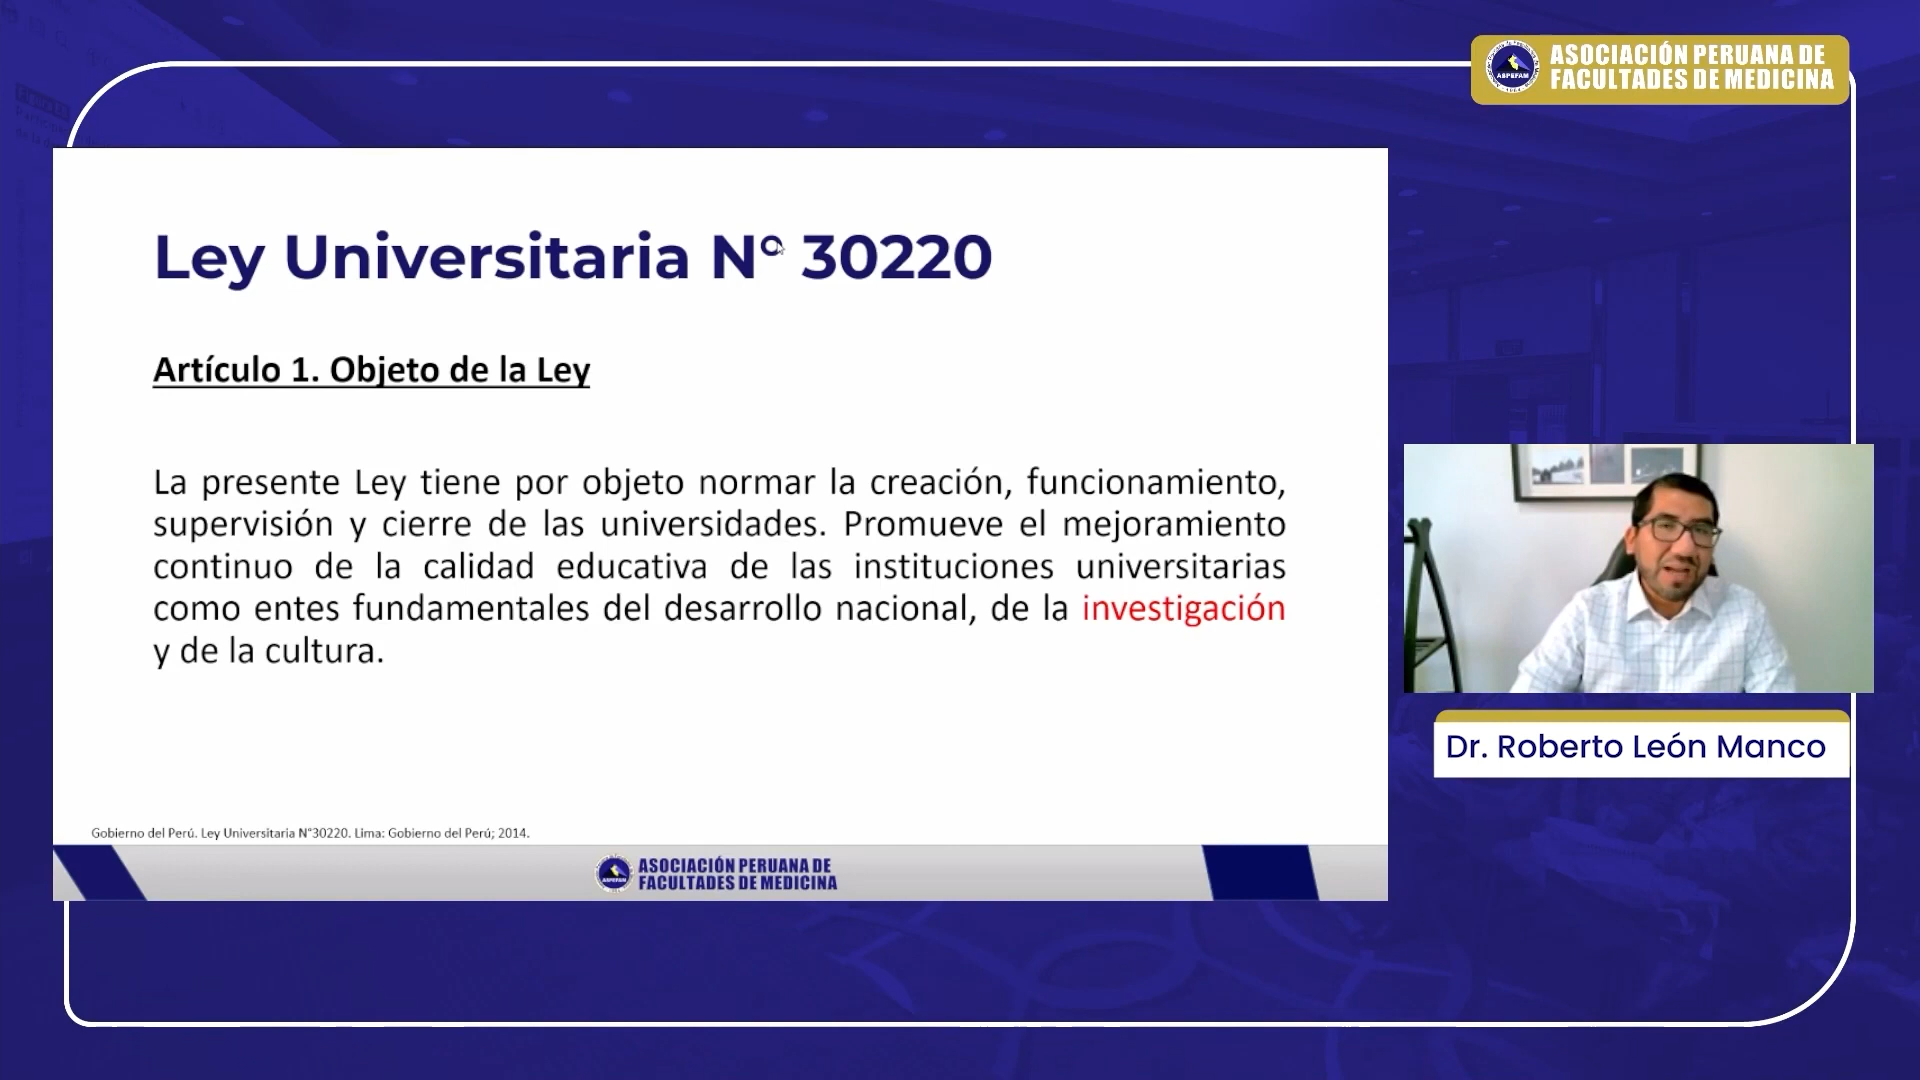 ASOCIACIÓN PERUANA DE
FACULTADES DE MEDICINA
ASPEFAM
Ley Universitaria N° 30220
Artículo 1. Objeto de la Ley
La presente Ley tiene por objeto normar la creación, funcionamiento,
supervisión y cierre de las universidades. Promueve el mejoramiento
continuo de la calidad educativa de las instituciones universitarias
como entes fundamentales del desarrollo nacional, de la investigación
y de la cultura.
Dr. Roberto León Manco
Gobierno del Perú. Ley Universitaria N°30220. Lima: Gobierno del Perú; 2014.
ASPEFAM
ASOCIACIÓN PERUANA DE
FACULTADES DE MEDICINA